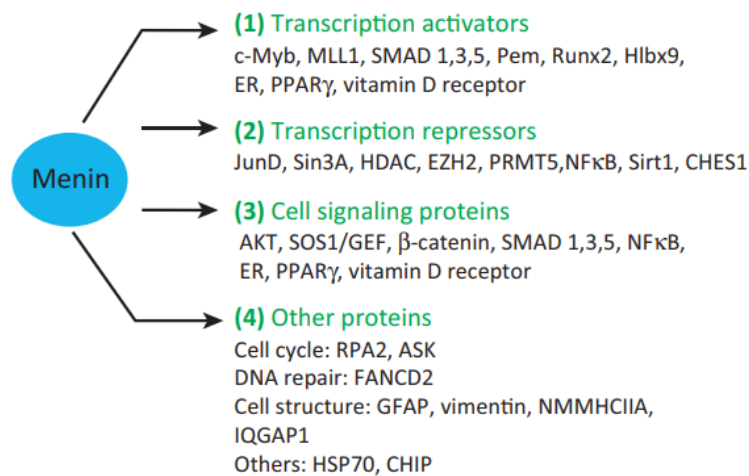 Menin
(1) Transcription activators
c-Myb, MLL1, SMAD 1,3,5, Pem, Runx2, Hlbx9,
ER, PPARγ, vitamin D receptor
(2) Transcription repressors
JunD, Sin3A, HDAC, EZH2, PRMT5,NFκB, Sirt1, CHES1
(3) Cell signaling proteins
AKT, SOS1/GEF, β-catenin, SMAD 1,3,5, NFκB,
ER, PPARγ, vitamin D receptor
(4) Other proteins
Cell cycle: RPA2, ASK
DNA repair: FANCD2
Cell structure: GFAP, vimentin, NMMHCIIA,
IQGAP1
Others: HSP70, CHIP